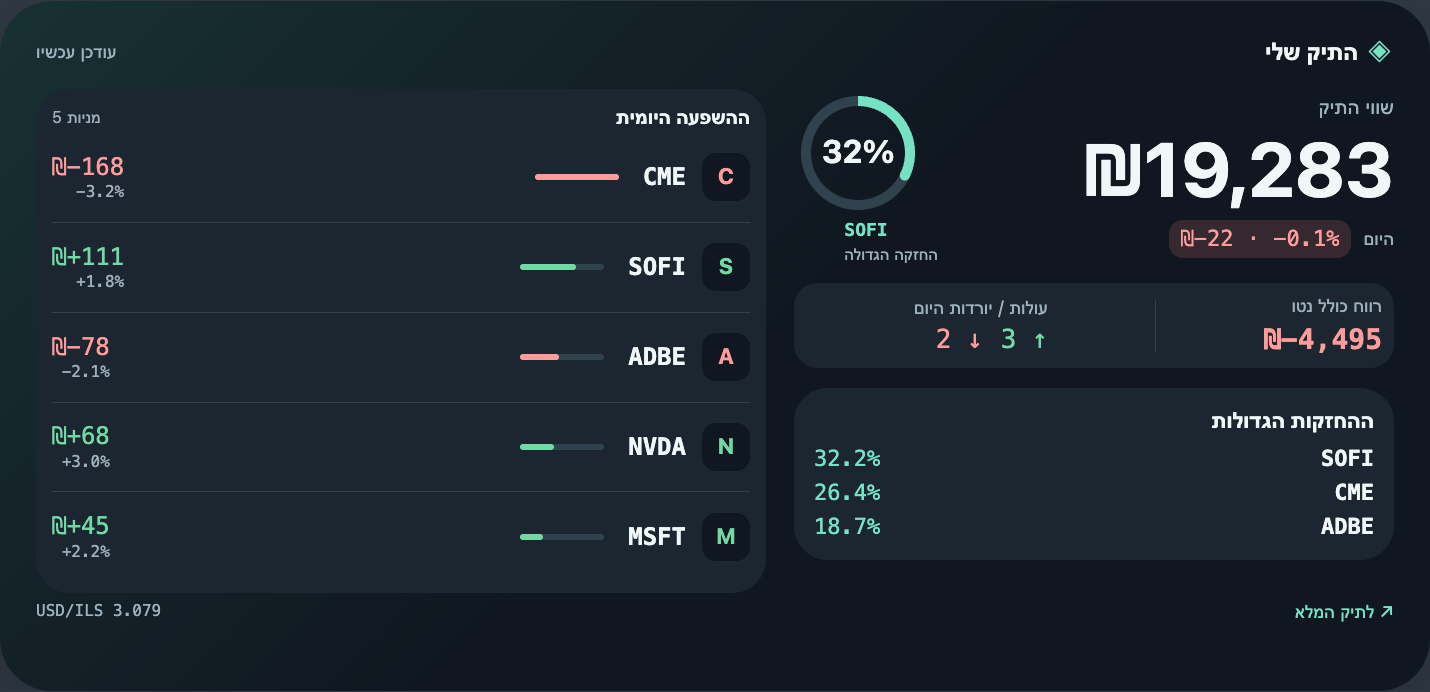 התיק שלי
עודכן עכשיו
שווי התיק
₪19,283
היום
₪−22 · −0.1%
32%
SOFI
החזקה הגדולה
רווח כולל נטו
₪−4,495
עולות / יורדות היום
↑ 3 ↓ 2
ההחזקות הגדולות
SOFI 32.2%
CME 26.4%
ADBE 18.7%
ההשפעה היומית
5 מניות
C CME ₪−168
−3.2%
S SOFI ₪+111
+1.8%
A ADBE ₪−78
−2.1%
N NVDA ₪+68
+3.0%
M MSFT ₪+45
+2.2%
↗ לתיק המלא
USD/ILS 3.079